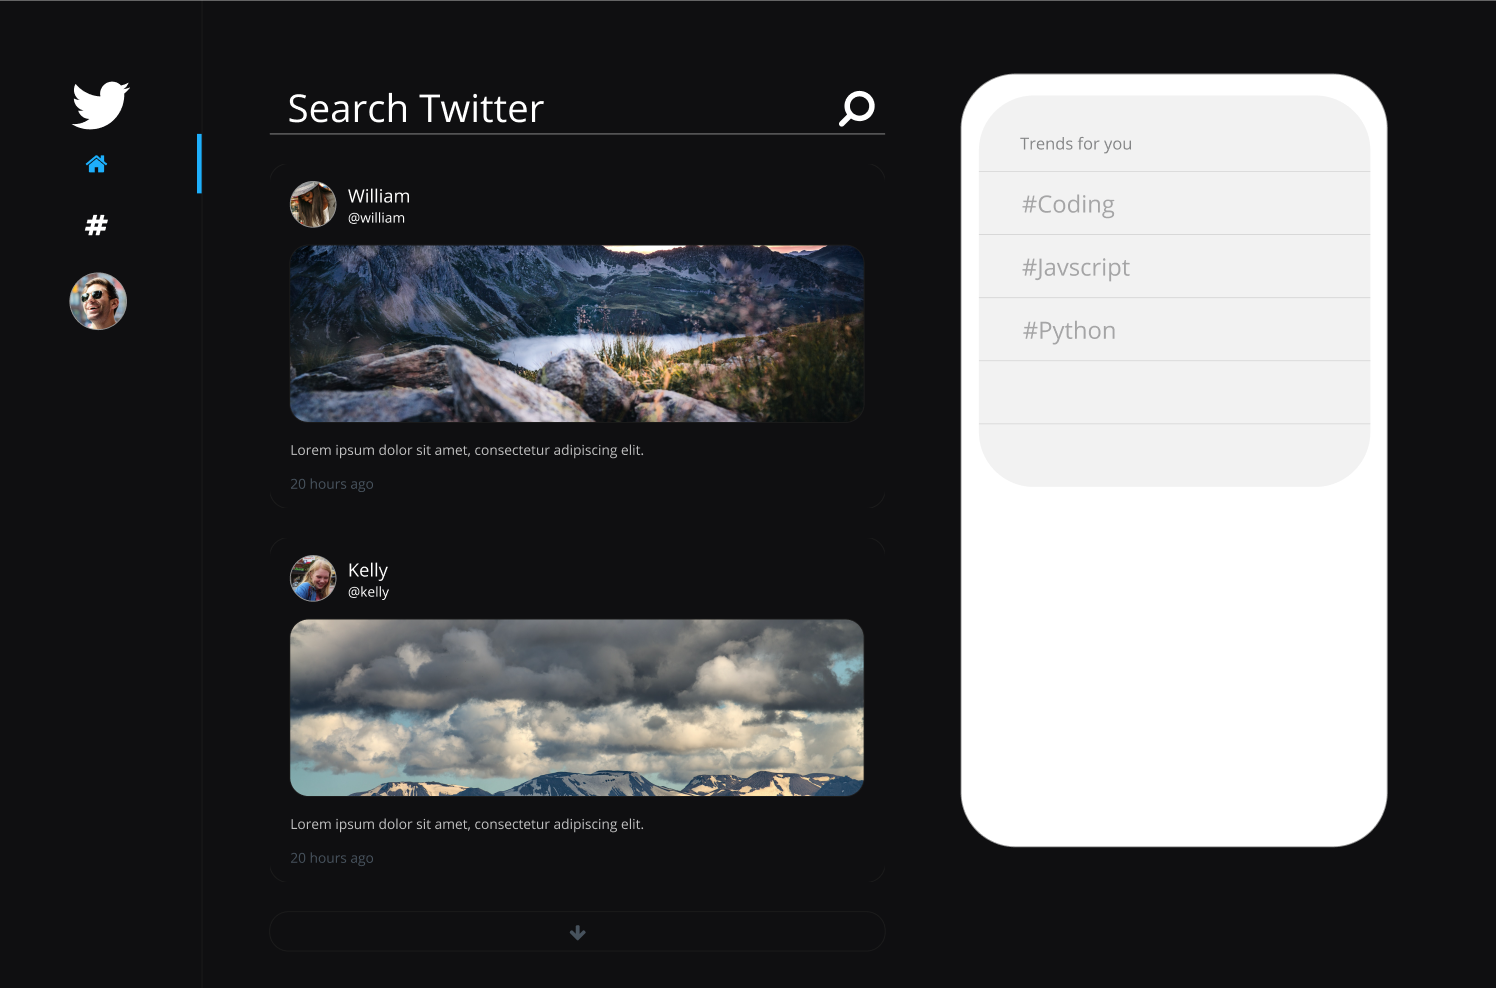 Search Twitter
William
@william
Lorem ipsum dolor sit amet, consectetur adipiscing elit.
20 hours ago
Kelly
@kelly
Lorem ipsum dolor sit amet, consectetur adipiscing elit.
20 hours ago
Trends for you
#Coding
#Javscript
#Python